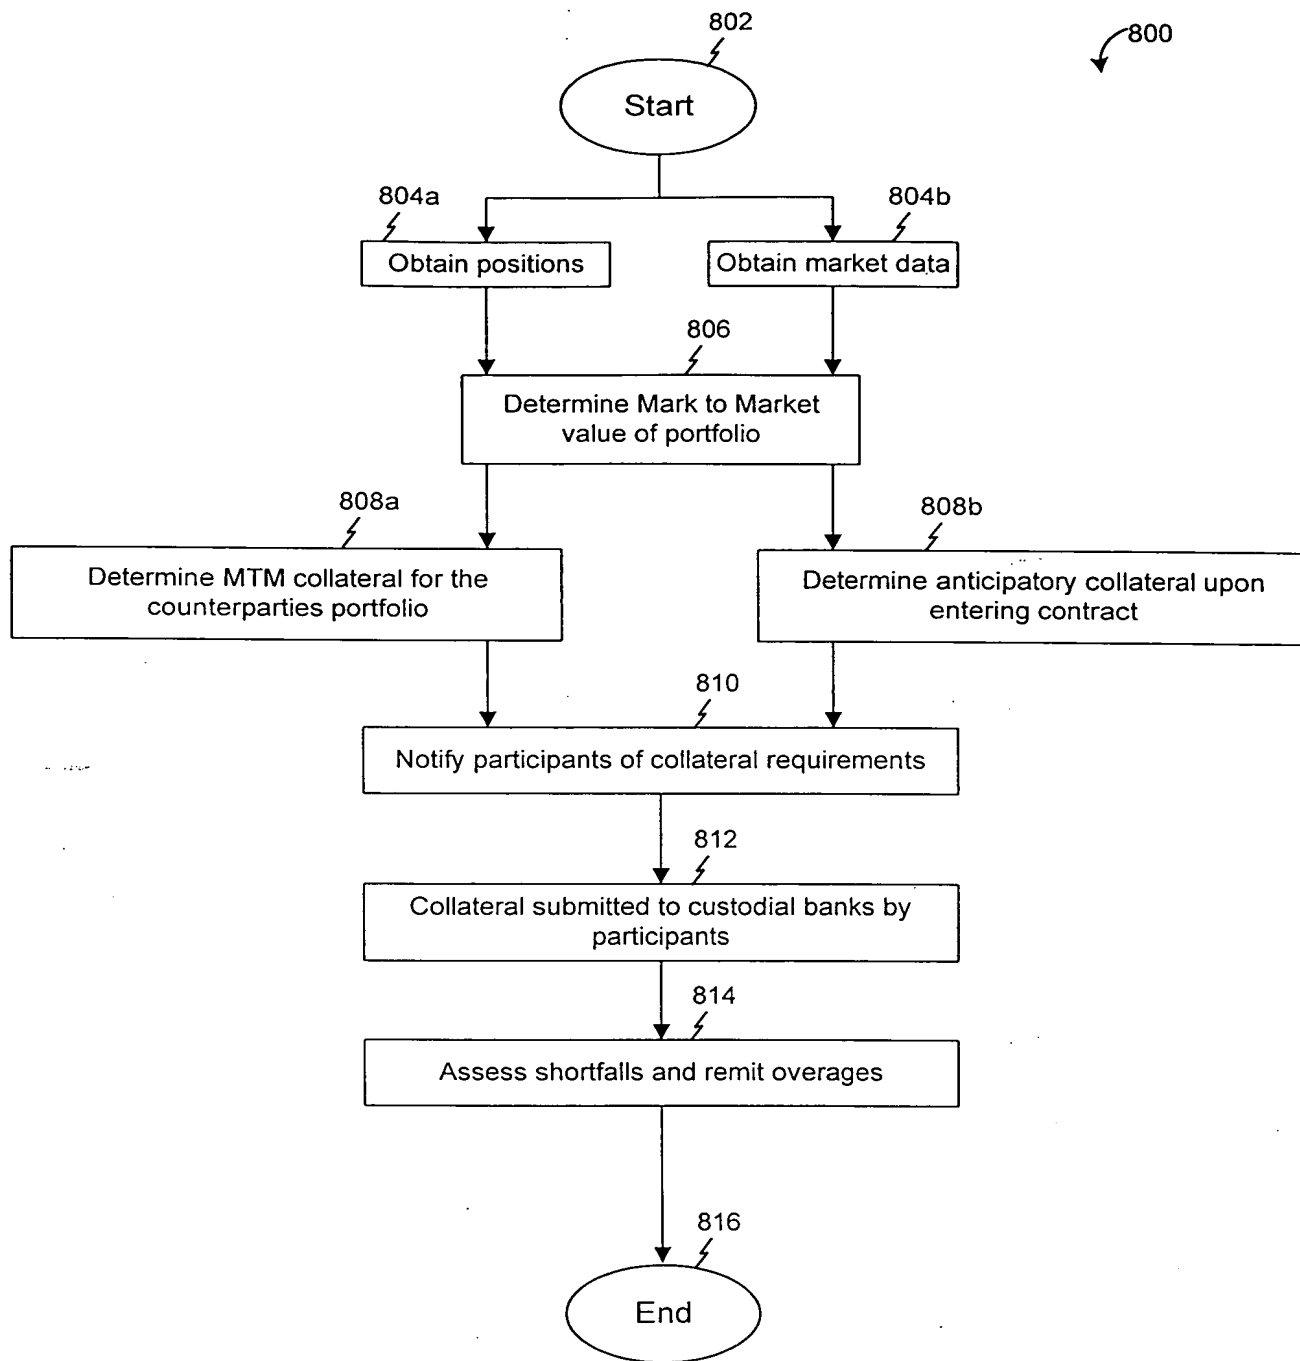 802
800
Start
804a
804b
Obtain positions
Obtain market data
806
Determine Mark to Market
value of portfolio
808a
808b
Determine MTM collateral for the
counterparties portfolio
Determine anticipatory collateral upon
entering contract
810
Notify participants of collateral requirements
812
Collateral submitted to custodial banks by
participants
814
Assess shortfalls and remit overages
816
End